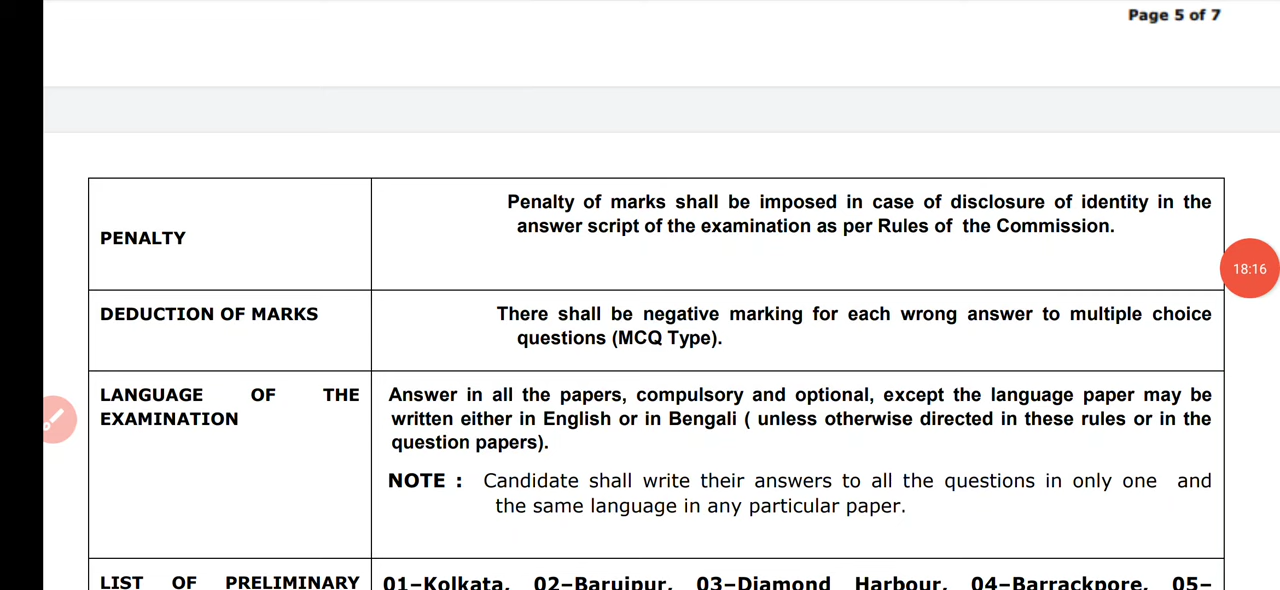 Page 5 of 7
PENALTY
Penalty of marks shall be imposed in case of disclosure of identity in the
answer script of the examination as per Rules of the Commission.
18:16
DEDUCTION OF MARKS
There shall be negative marking for each wrong answer to multiple choice
questions (MCQ Type).
LANGUAGE OF THE
EXAMINATION
Answer in all the papers, compulsory and optional, except the language paper may be
written either in English or in Bengali ( unless otherwise directed in these rules or in the
question papers).
NOTE : Candidate shall write their answers to all the questions in only one and
the same language in any particular paper.
LIST OF PRELIMINARY
01–Kolkata, 02–Baruipur, 03–Diamond Harbour, 04–Barrackpore, 05–